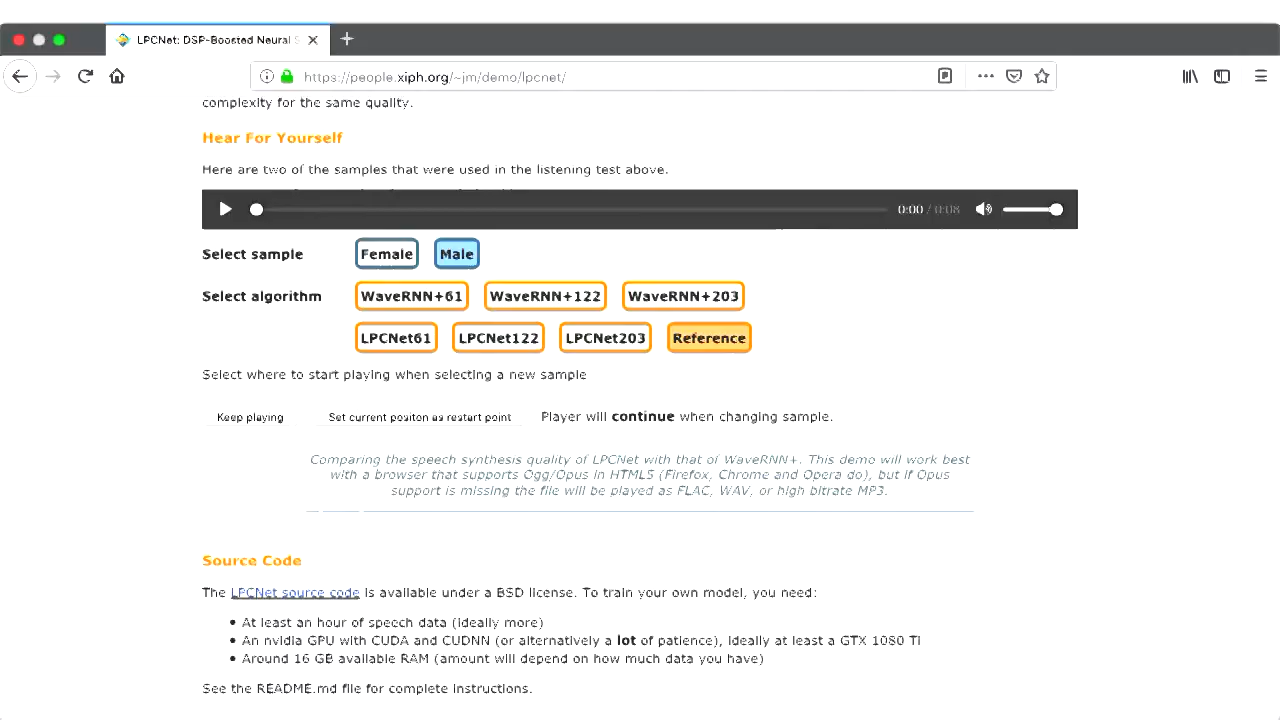 LPCNet: DSP-Boosted Neural S
https://people.xiph.org/~jm/demo/lpcnet/
complexity for the same quality.
Hear For Yourself
Here are two of the samples that were used in the listening test above.
0:00 / 0:08
Select sample Female Male
Select algorithm WaveRNN+61 WaveRNN+122 WaveRNN+203
LPCNet61 LPCNet122 LPCNet203 Reference
Select where to start playing when selecting a new sample
Keep playing Set current positon as restart point Player will continue when changing sample.
Comparing the speech synthesis quality of LPCNet with that of WaveRNN+. This demo will work best
with a browser that supports Ogg/Opus in HTML5 (Firefox, Chrome and Opera do), but if Opus
support is missing the file will be played as FLAC, WAV, or high bitrate MP3.
Source Code
The LPCNet source code is available under a BSD license. To train your own model, you need:
• At least an hour of speech data (ideally more)
• An nvidia GPU with CUDA and CUDNN (or alternatively a lot of patience), ideally at least a GTX 1080 Ti
• Around 16 GB available RAM (amount will depend on how much data you have)
See the README.md file for complete instructions.